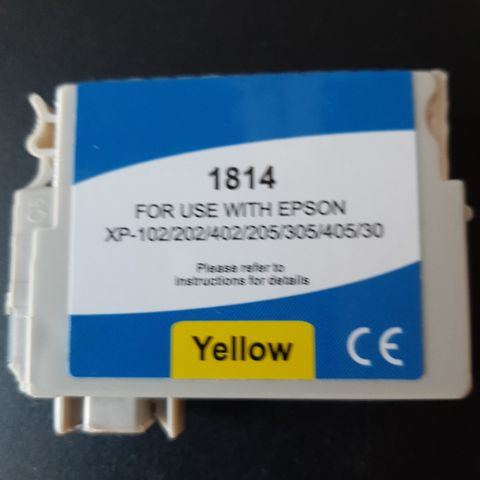 1814
FOR USE WITH EPSON
XP-102/202/402/205/305/405/30
Please refer to
instructions for details
Yellow
CE